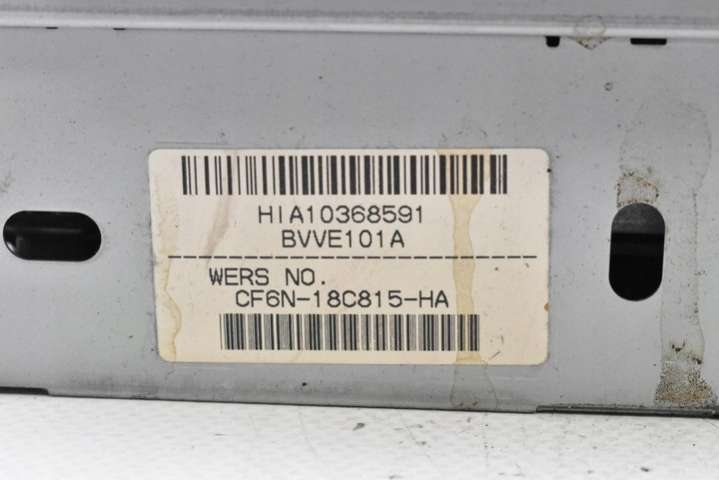 HIA10368591
BVVE101A
WERS NO.
CF6N-18C815-HA